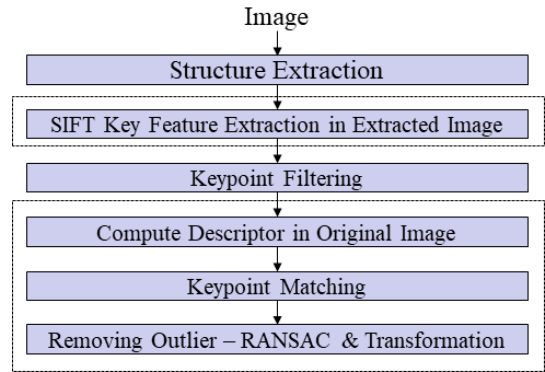 Image
Structure Extraction
SIFT Key Feature Extraction in Extracted Image
Keypoint Filtering
Compute Descriptor in Original Image
Keypoint Matching
Removing Outlier – RANSAC & Transformation